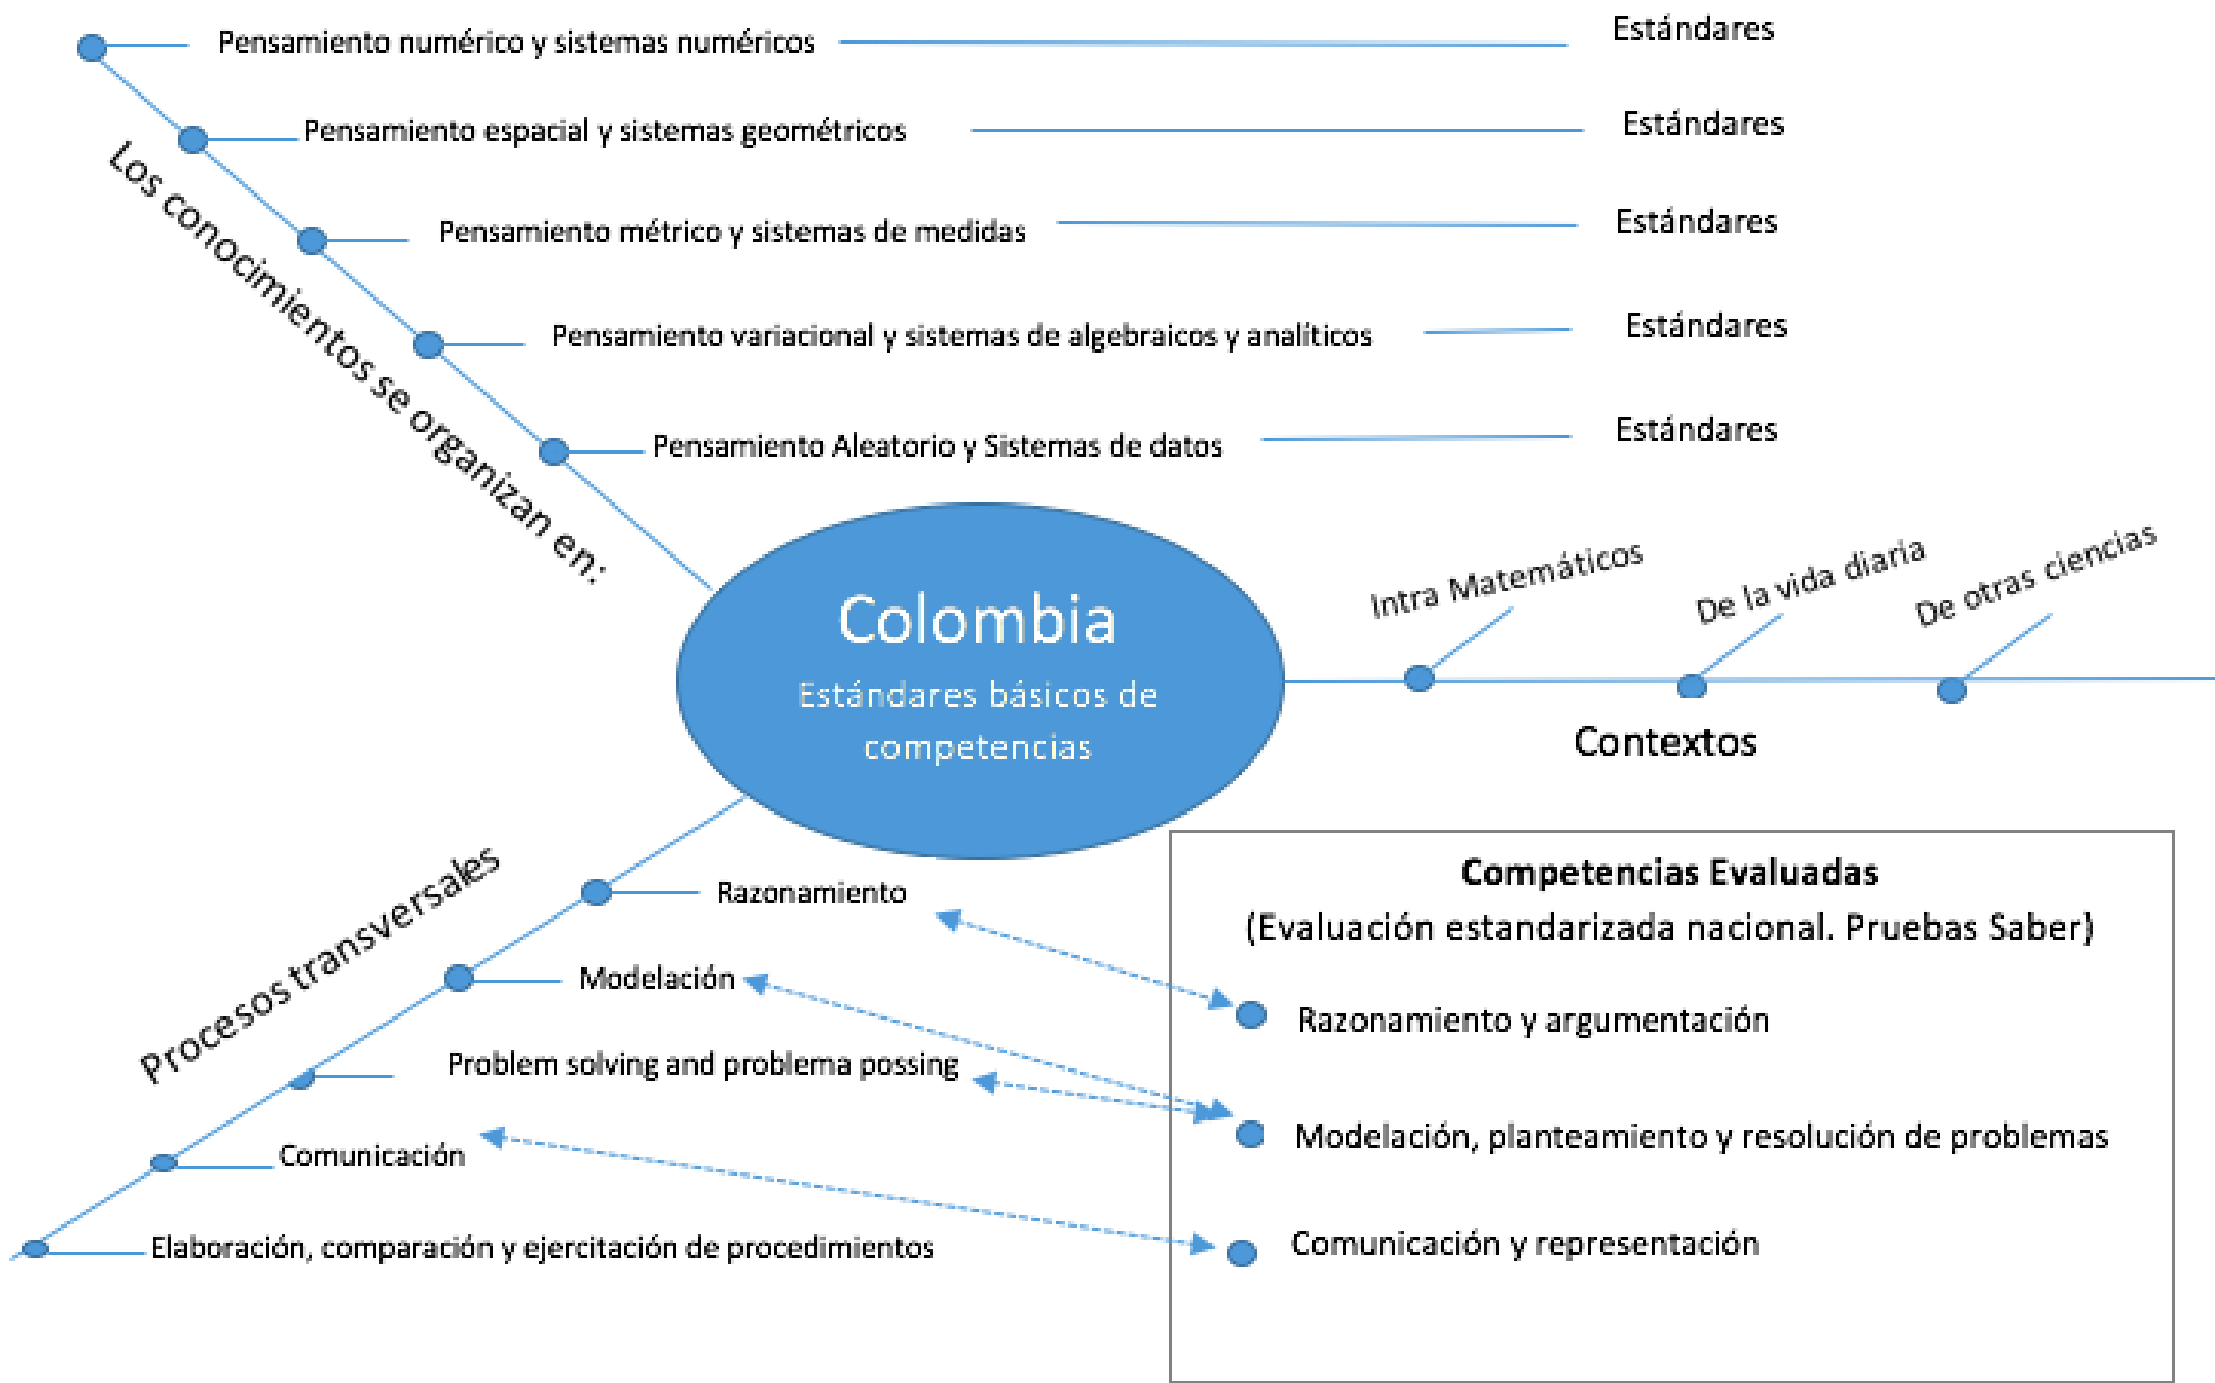 Pensamiento numérico y sistemas numéricos
Estándares
Pensamiento espacial y sistemas geométricos
Estándares
Pensamiento métrico y sistemas de medidas
Estándares
Pensamiento variacional y sistemas de algebraicos y analíticos
Estándares
Pensamiento Aleatorio y Sistemas de datos
Estándares
Los conocimientos se organizan en:
Colombia
Estándares básicos de
competencias
Intra Matemáticos
De la vida diaria
De otras ciencias
Contextos
Procesos transversales
Razonamiento
Modelación
Problem solving and problema possing
Comunicación
Elaboración, comparación y ejercitación de procedimientos
Competencias Evaluadas
(Evaluación estandarizada nacional. Pruebas Saber)
Razonamiento y argumentación
Modelación, planteamiento y resolución de problemas
Comunicación y representación